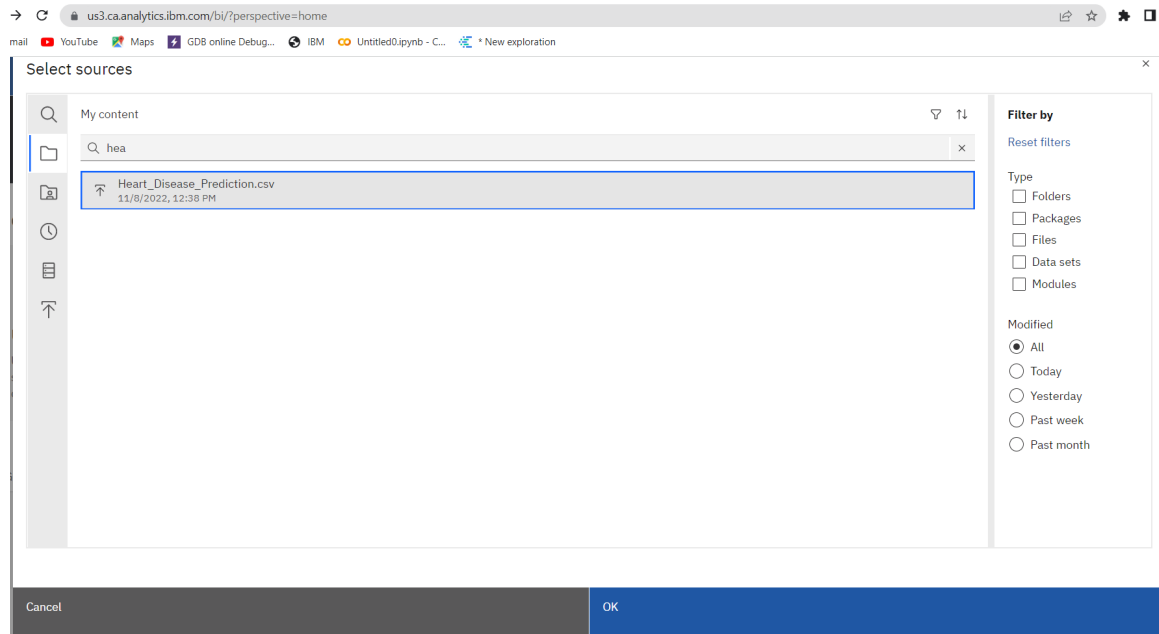 us3.ca.analytics.ibm.com/bi/?perspective=home
mail YouTube Maps GDB online Debug... IBM Untitled0.ipynb - C... * New exploration
Select sources
My content
hea
Heart_Disease_Prediction.csv
11/8/2022, 12:38 PM
Filter by
Reset filters
Type
Folders
Packages
Files
Data sets
Modules
Modified
All
Today
Yesterday
Past week
Past month
Cancel OK